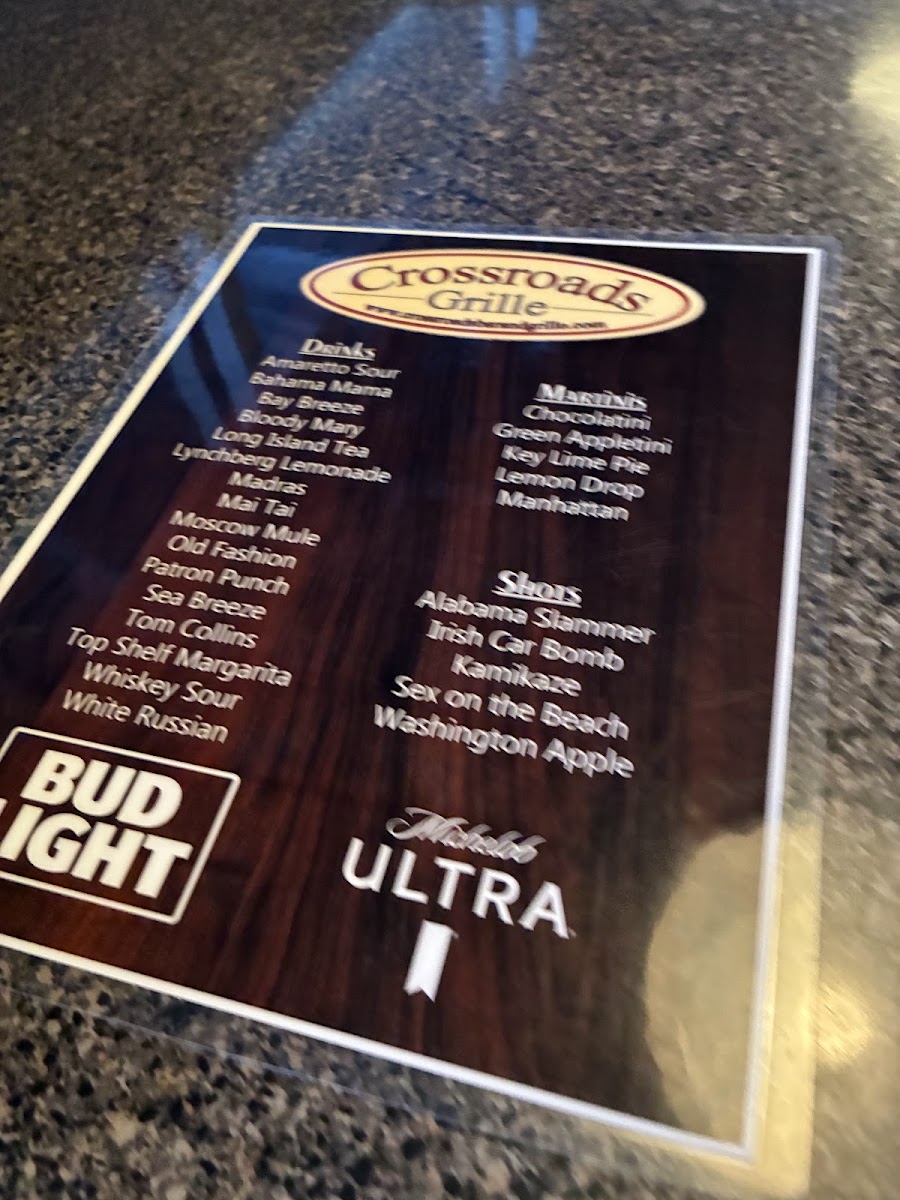 Crossroads
Grille
Drinks
Amaretto Sour
Bahama Mama
Bay Breeze
Bloody Mary
Long Island Tea
Lynchberg Lemonade
Madras
Mai Tai
Moscow Mule
Old Fashion
Patron Punch
Sea Breeze
Tom Collins
Top Shelf Margarita
Whiskey Sour
White Russian
Martinis
Chocolatini
Green Appletini
Key Lime Pie
Lemon Drop
Manhattan
Shots
Alabama Slammer
Irish Car Bomb
Kamikaze
Sex on the Beach
Washington Apple
BUD
LIGHT
Michelob
ULTRA